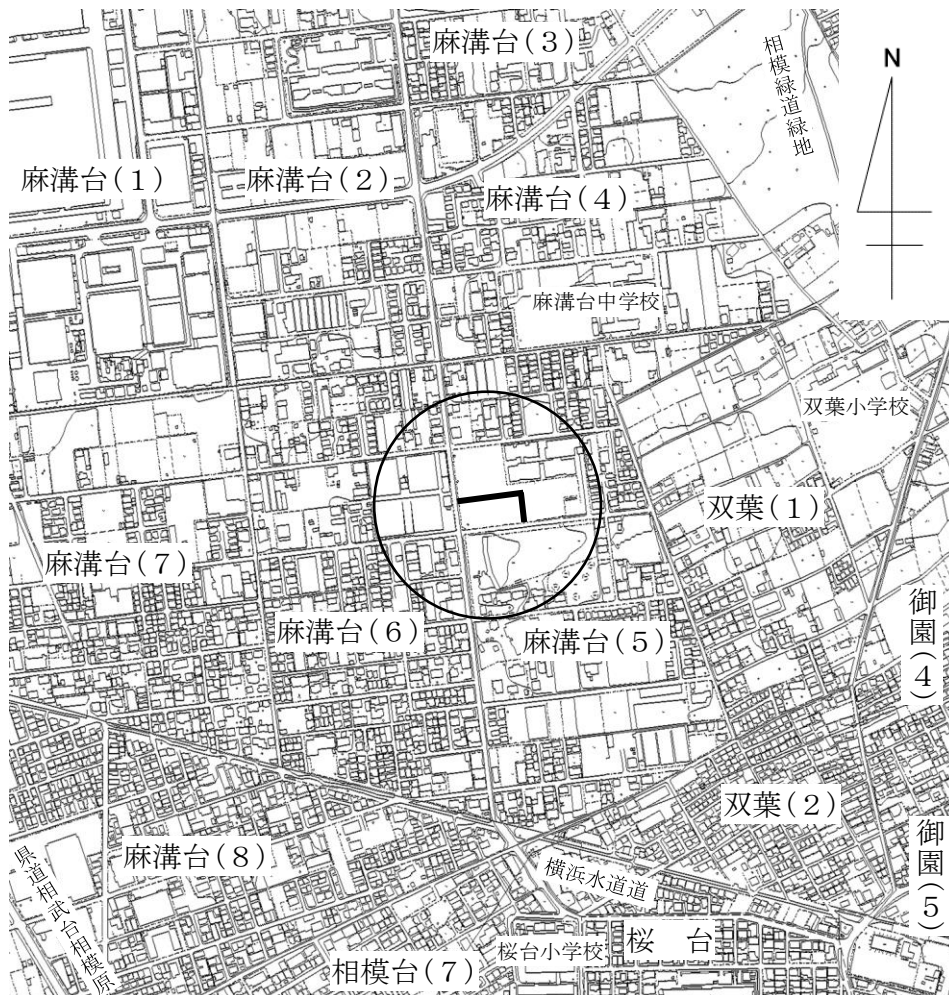 麻溝台(3)
相模緑道緑地
N
麻溝台(1)
麻溝台(2)
麻溝台(4)
麻溝台中学校
双葉小学校
双葉(1)
麻溝台(7)
麻溝台(6)
麻溝台(5)
御園(4)
双葉(2)
御園(5)
麻溝台(8)
横浜水道道
県道相武台相模原
相模台(7)
桜台小学校
桜台